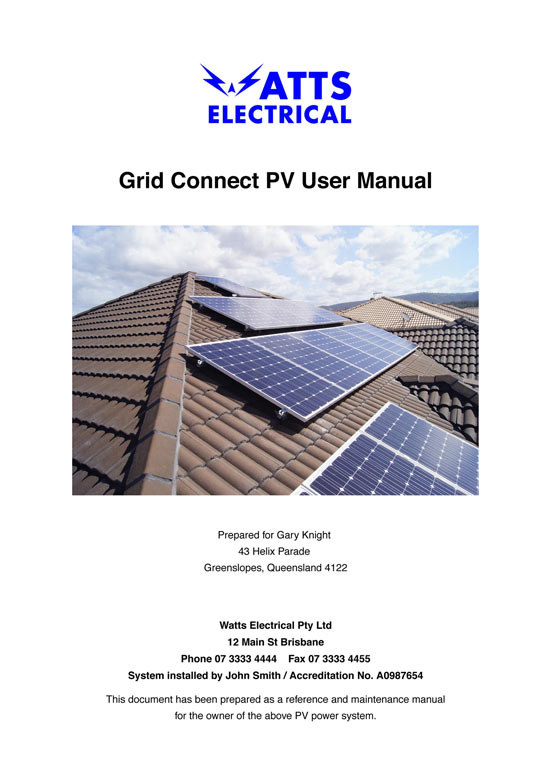 WATTS
ELECTRICAL
Grid Connect PV User Manual
Prepared for Gary Knight
43 Helix Parade
Greenslopes, Queensland 4122
Watts Electrical Pty Ltd
12 Main St Brisbane
Phone 07 3333 4444    Fax 07 3333 4455
System installed by John Smith / Accreditation No. A0987654
This document has been prepared as a reference and maintenance manual
for the owner of the above PV power system.